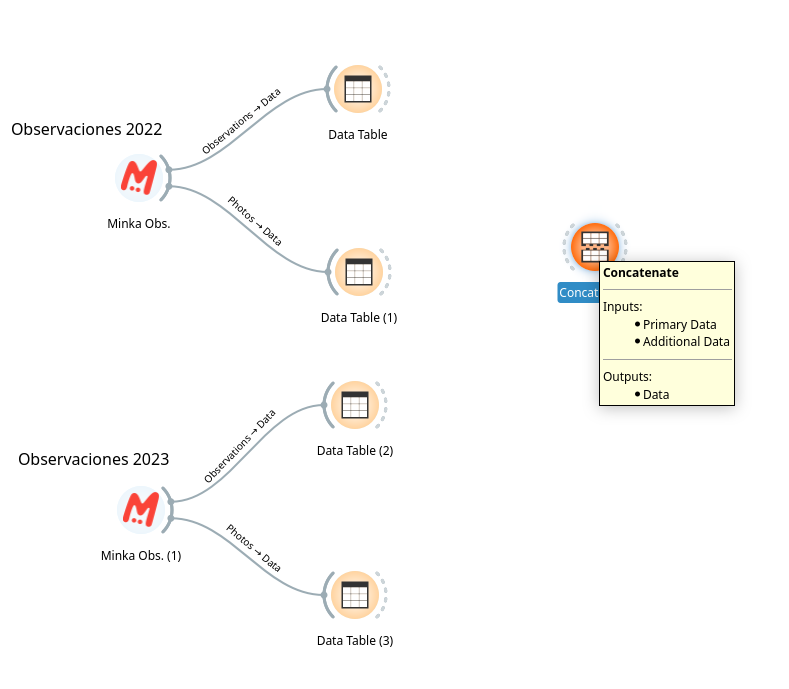 Observations → Data
Data Table
Observaciones 2022
Minka Obs.
Photos → Data
Data Table (1)
Concat
Concatenate
Inputs:
• Primary Data
• Additional Data
Outputs:
• Data
Observations → Data
Data Table (2)
Observaciones 2023
Minka Obs. (1)
Photos → Data
Data Table (3)